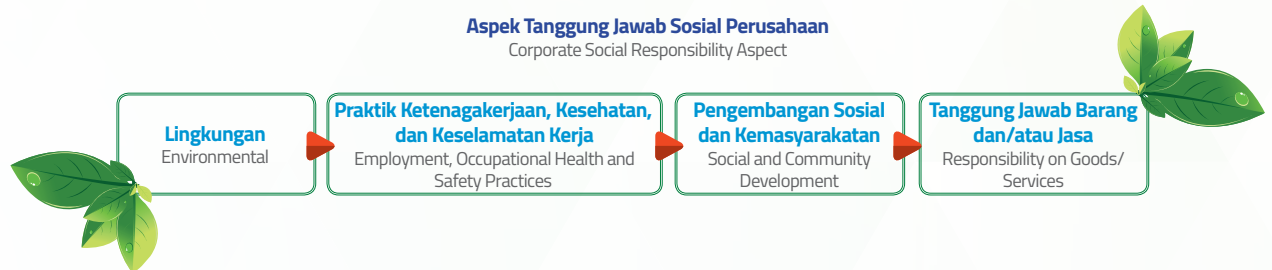 Aspek Tanggung Jawab Sosial Perusahaan
Corporate Social Responsibility Aspect
Lingkungan
Environmental
Praktik Ketenagakerjaan, Kesehatan,
dan Keselamatan Kerja
Employment, Occupational Health and
Safety Practices
Pengembangan Sosial
dan Kemasyarakatan
Social and Community
Development
Tanggung Jawab Barang
dan/atau Jasa
Responsibility on Goods/
Services